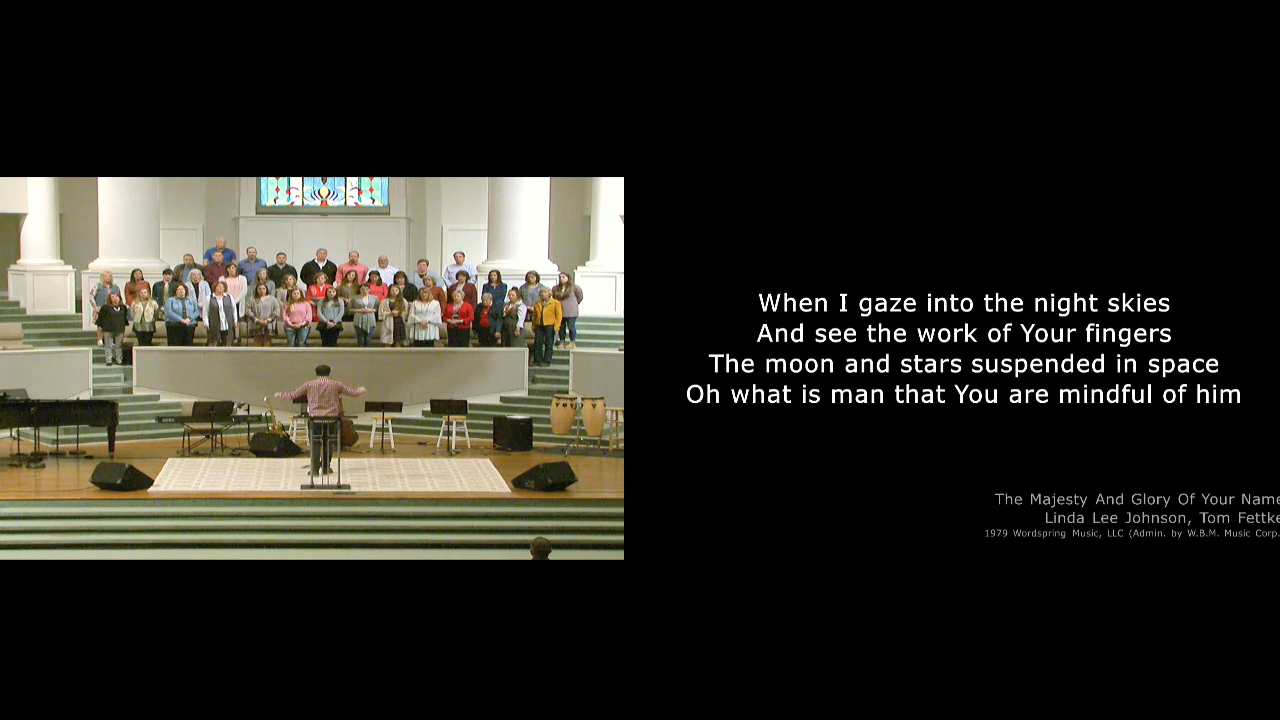 When I gaze into the night skies
And see the work of Your fingers
The moon and stars suspended in space
Oh what is man that You are mindful of him
The Majesty And Glory Of Your Name
Linda Lee Johnson, Tom Fettke
1979 Wordspring Music, LLC (Admin. by W.B.M. Music Corp.